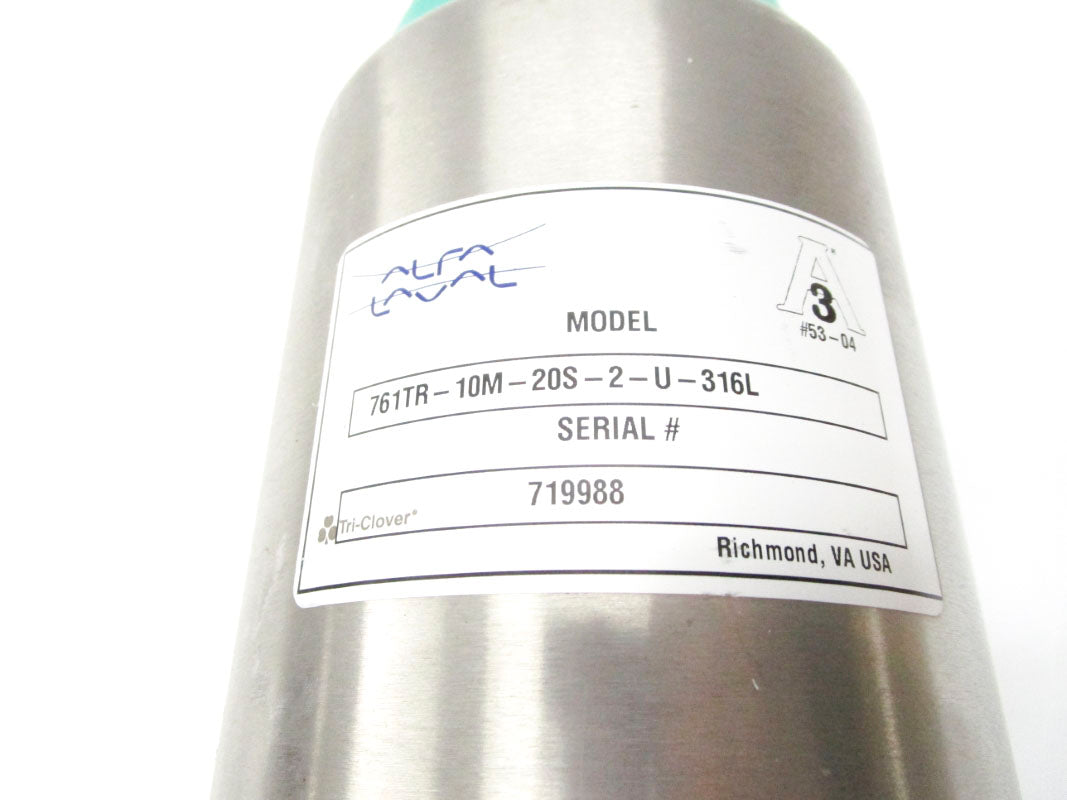 ALFA
LAVAL
3
#53-04
MODEL
761TR-10M-20S-2-U-316L
SERIAL #
719988
Tri-Clover®
Richmond, VA USA